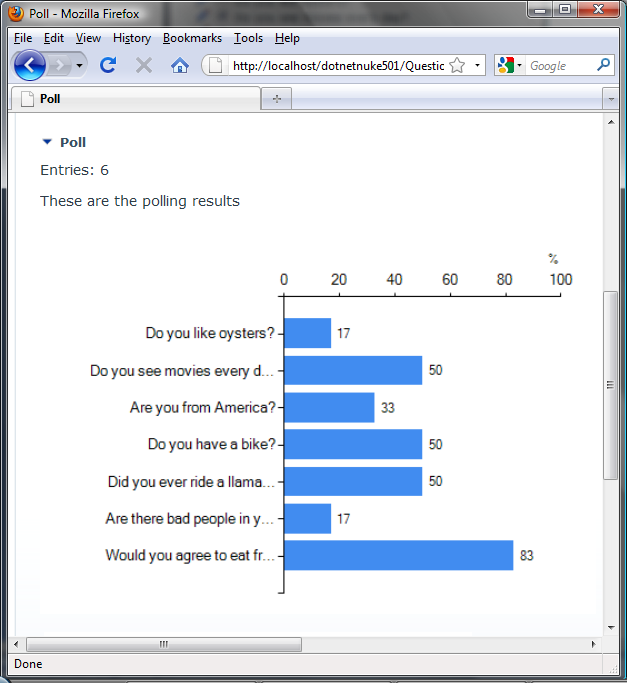 Poll - Mozilla Firefox
File Edit View History Bookmarks Tools Help
http://localhost/dotnetnuke501/Questic
Google
Poll
Poll
Entries: 6
These are the polling results
%
0 20 40 60 80 100
Do you like oysters? 17
Do you see movies every d... 50
Are you from America? 33
Do you have a bike? 50
Did you ever ride a llama... 50
Are there bad people in y... 17
Would you agree to eat fr... 83
Done